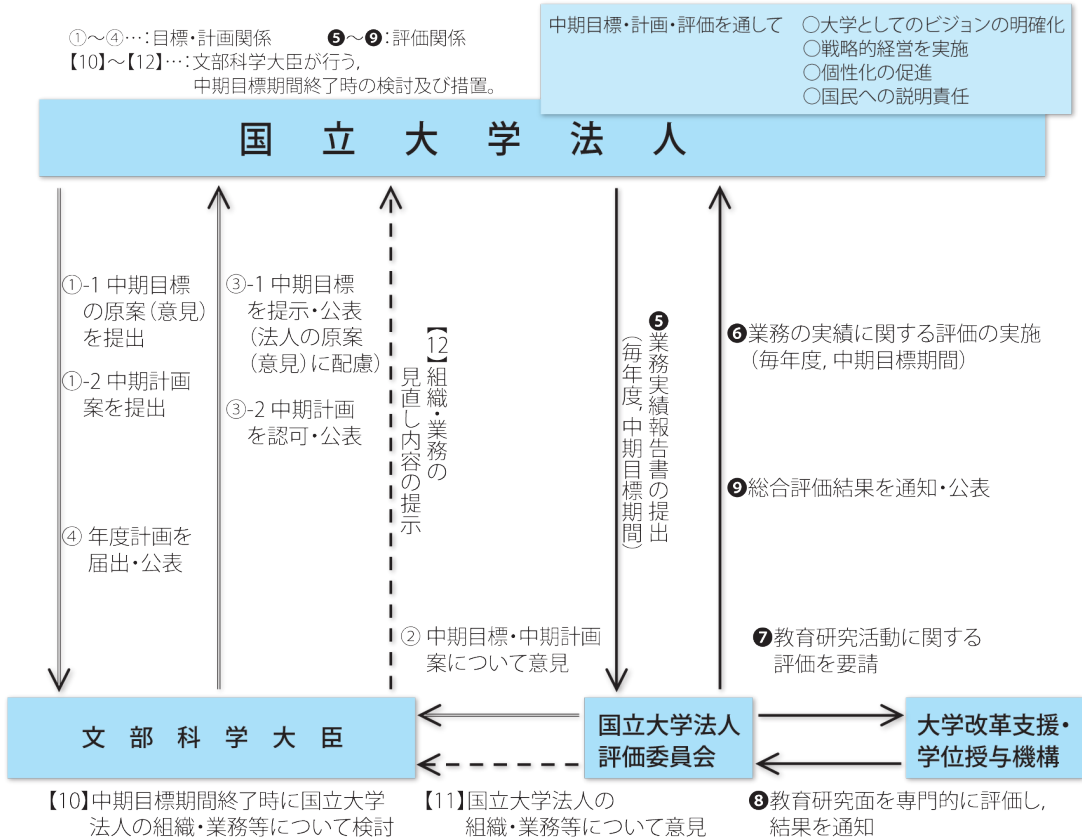 ①～④…：目標・計画関係　❺～❾：評価関係
【10】～【12】…：文部科学大臣が行う，
中期目標期間終了時の検討及び措置。
中期目標・計画・評価を通して　○大学としてのビジョンの明確化
○戦略的経営を実施
○個性化の促進
○国民への説明責任
国立大学法人
①-1 中期目標
の原案（意見）
を提出
①-2 中期計画
案を提出
④ 年度計画を
届出・公表
③-1 中期目標
を提示・公表
（法人の原案
（意見）に配慮）
③-2 中期計画
を認可・公表
【12】組織・業務の
見直し内容の提示
❺業務実績報告書の提出
（毎年度，中期目標期間）
❻業務の実績に関する評価の実施
（毎年度，中期目標期間）
❾総合評価結果を通知・公表
② 中期目標・中期計画
案について意見
❼教育研究活動に関する
評価を要請
文部科学大臣
国立大学法人
評価委員会
大学改革支援・
学位授与機構
【10】中期目標期間終了時に国立大学
法人の組織・業務等について検討
【11】国立大学法人の
組織・業務等について意見
❽教育研究面を専門的に評価し，
結果を通知